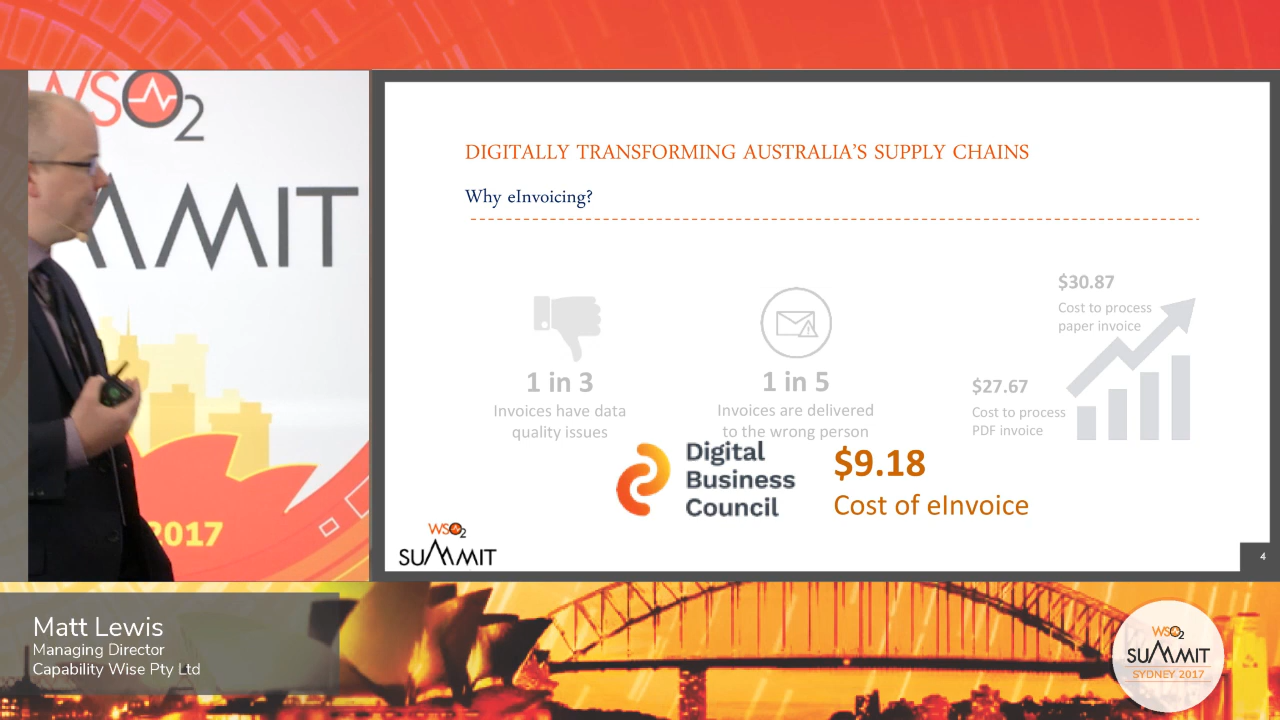 WSO2
SUMMIT
2017
DIGITALLY TRANSFORMING AUSTRALIA'S SUPPLY CHAINS
Why eInvoicing?
1 in 3
Invoices have data
quality issues
1 in 5
Invoices are delivered
to the wrong person
$30.87
Cost to process
paper invoice
$27.67
Cost to process
PDF invoice
Digital
Business
Council
$9.18
Cost of eInvoice
WSO2
SUMMIT
4
Matt Lewis
Managing Director
Capability Wise Pty Ltd
WSO2
SUMMIT
SYDNEY 2017